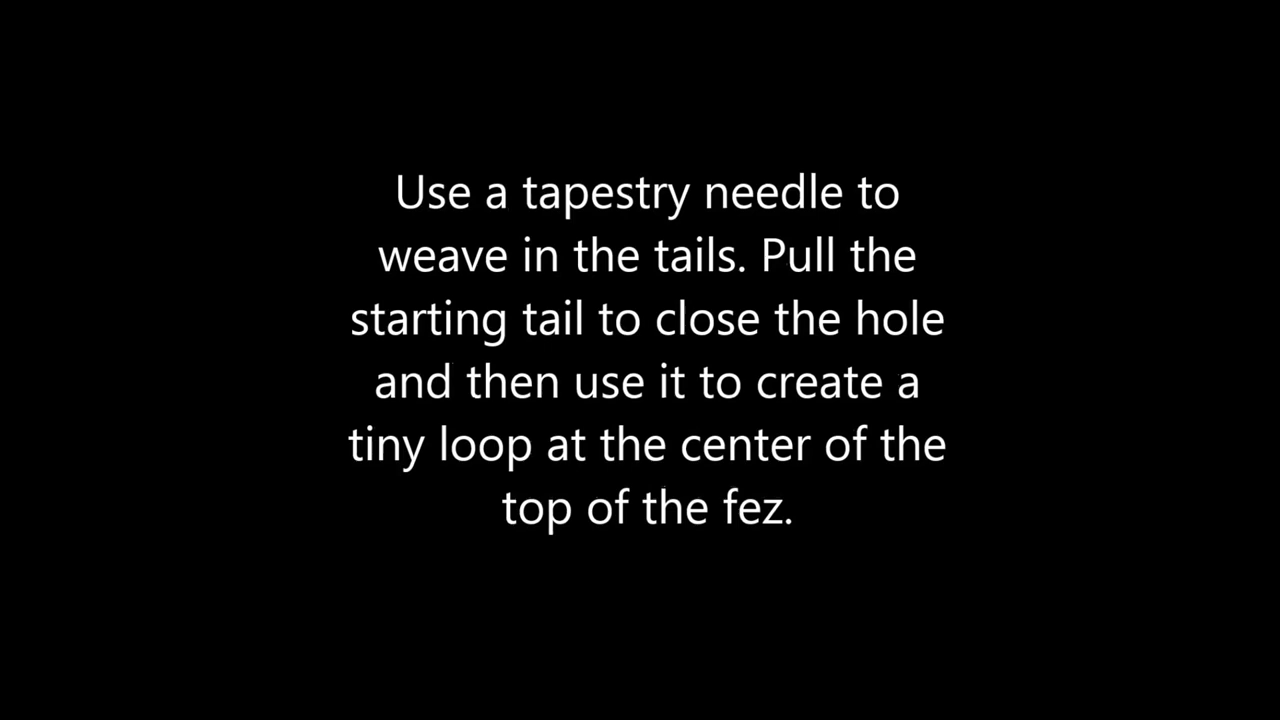 Use a tapestry needle to
weave in the tails. Pull the
starting tail to close the hole
and then use it to create a
tiny loop at the center of the
top of the fez.